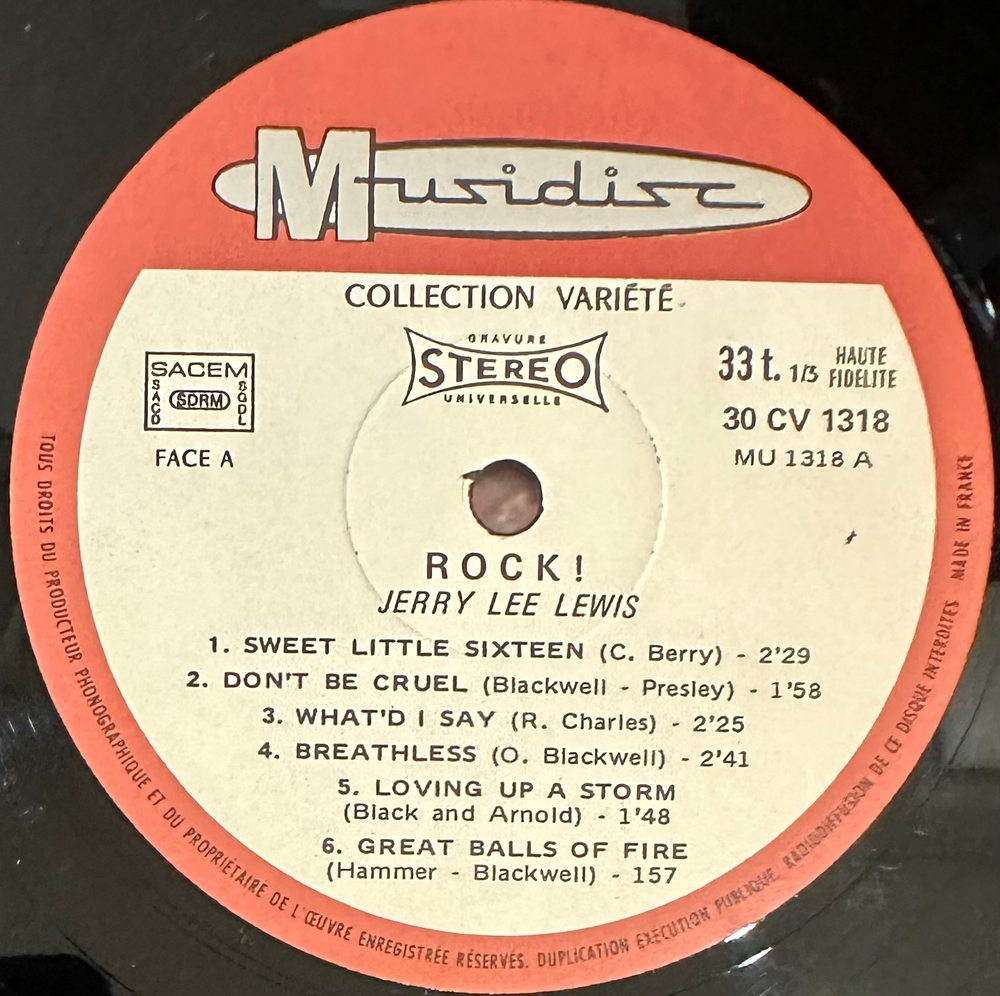 Musidisc
COLLECTION VARIÉTÉ
GRAVURE
STEREO
UNIVERSELLE
SACEM
SACD
SDRM
SGDL
FACE A
33 t. 1/3
HAUTE
FIDELITE
30 CV 1318
MU 1318 A
ROCK!
JERRY LEE LEWIS
1. SWEET LITTLE SIXTEEN (C. Berry) - 2'29
2. DON'T BE CRUEL (Blackwell - Presley) - 1'58
3. WHAT'D I SAY (R. Charles) - 2'25
4. BREATHLESS (O. Blackwell) - 2'41
5. LOVING UP A STORM
(Black and Arnold) - 1'48
6. GREAT BALLS OF FIRE
(Hammer - Blackwell) - 157
TOUS DROITS DU PRODUCTEUR PHONOGRAPHIQUE ET DU PROPRIÉTAIRE DE L'ŒUVRE ENREGISTRÉE RÉSERVÉS. DUPLICATION EXÉCUTION PUBLIQUE RADIODIFFUSION DE CE DISQUE INTERDITES MADE IN FRANCE